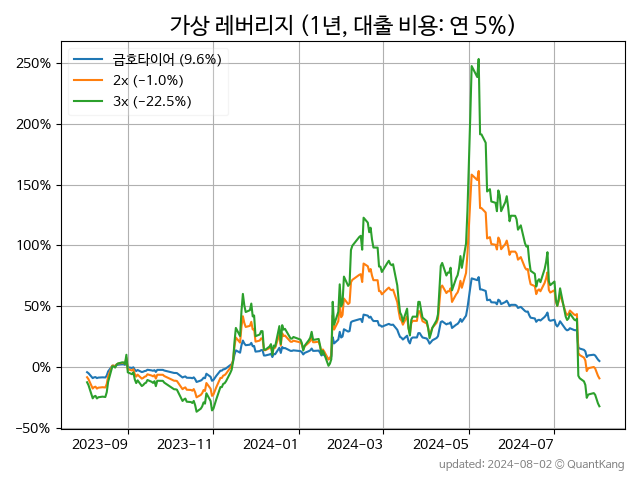 가상 레버리지 (1년, 대출 비용: 연 5%)
금호타이어 (9.6%)
2x (−1.0%)
3x (−22.5%)
250%
200%
150%
100%
50%
0%
−50%
2023-09
2023-11
2024-01
2024-03
2024-05
2024-07
updated: 2024-08-02 © QuantKang